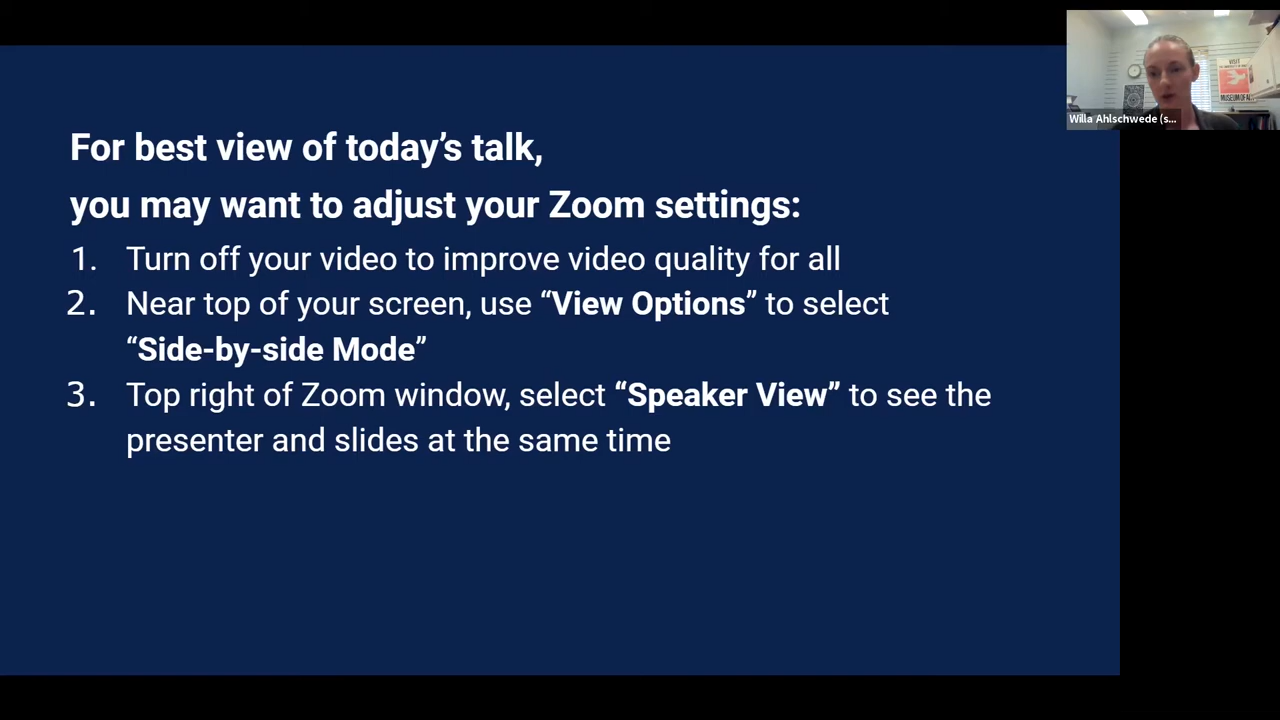 For best view of today’s talk,
you may want to adjust your Zoom settings:
1. Turn off your video to improve video quality for all
2. Near top of your screen, use “View Options” to select
“Side-by-side Mode”
3. Top right of Zoom window, select “Speaker View” to see the
presenter and slides at the same time
VISIT
Willa Ahlschwede (s...